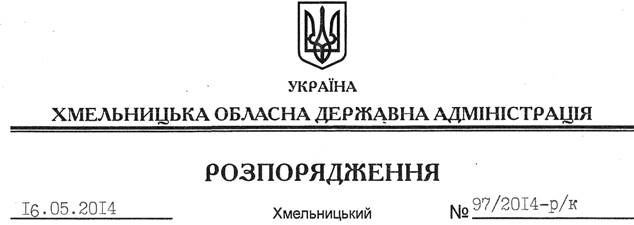 УКРАЇНА
ХМЕЛЬНИЦЬКА ОБЛАСНА ДЕРЖАВНА АДМІНІСТРАЦІЯ
РОЗПОРЯДЖЕННЯ
16.05.2014 Хмельницький № 97/2014-р/к